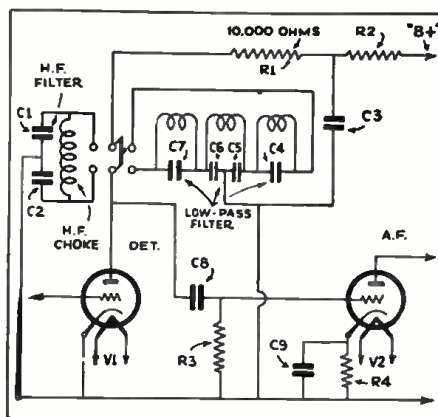 10,000 OHMS
R2
"B+"
R1
H.F.
FILTER
C1
C3
C7
C6
C5
C4
C2
LOW-PASS
FILTER
H.F.
CHOKE
DET.
A.F.
C8
V1
R3
C9
V2
R4